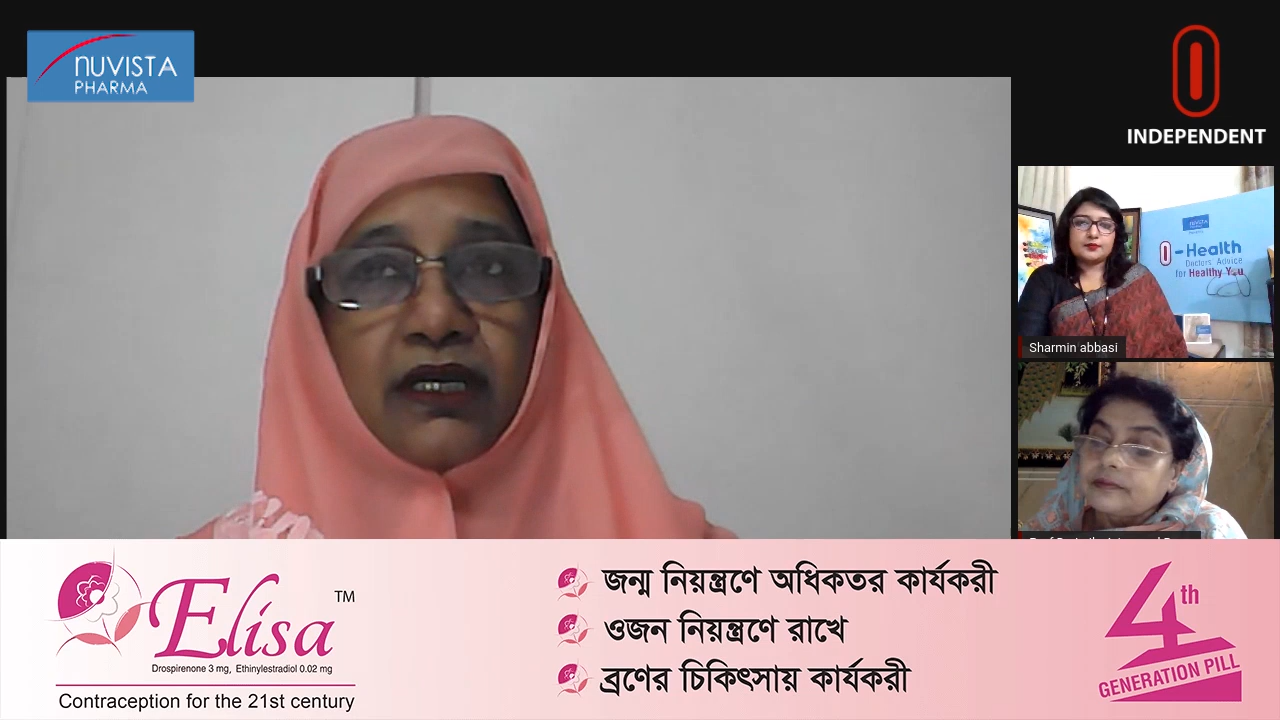 nuvista
PHARMA
INDEPENDENT
nuvista
- Health
Doctors' Advice
for Healthy You
Sharmin abbasi
Elisa TM
Drospirenone 3 mg, Ethinylestradiol 0.02 mg
Contraception for the 21st century
জন্ম নিয়ন্ত্রণে অধিকতর কার্যকরী
ওজন নিয়ন্ত্রণে রাখে
ব্রণের চিকিৎসায় কার্যকরী
4th
GENERATION PILL